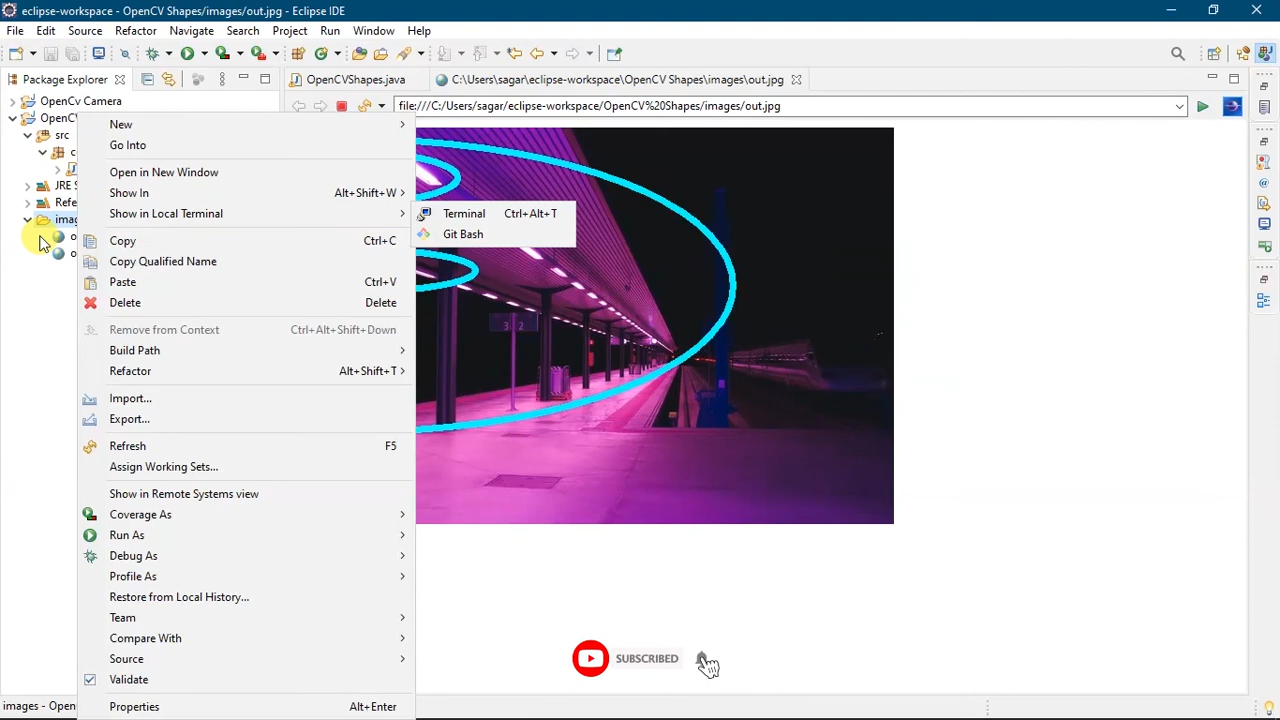 eclipse-workspace - OpenCV Shapes/images/out.jpg - Eclipse IDE
File Edit Source Refactor Navigate Search Project Run Window Help
Package Explorer
OpenCVShapes.java
C:\Users\sagar\eclipse-workspace\OpenCV Shapes\images\out.jpg
file:///C:/Users/sagar/eclipse-workspace/OpenCV%20Shapes/images/out.jpg
OpenCv Camera
OpenC
src
c
JRE S
Refe
imag
o
o
New
Go Into
Open in New Window
Show In Alt+Shift+W
Show in Local Terminal
Terminal Ctrl+Alt+T
Git Bash
Copy Ctrl+C
Copy Qualified Name
Paste Ctrl+V
Delete Delete
Remove from Context Ctrl+Alt+Shift+Down
Build Path
Refactor Alt+Shift+T
Import...
Export...
Refresh F5
Assign Working Sets...
Show in Remote Systems view
Coverage As
Run As
Debug As
Profile As
Restore from Local History...
Team
Compare With
Source
Validate
Properties Alt+Enter
SUBSCRIBED
images - Open